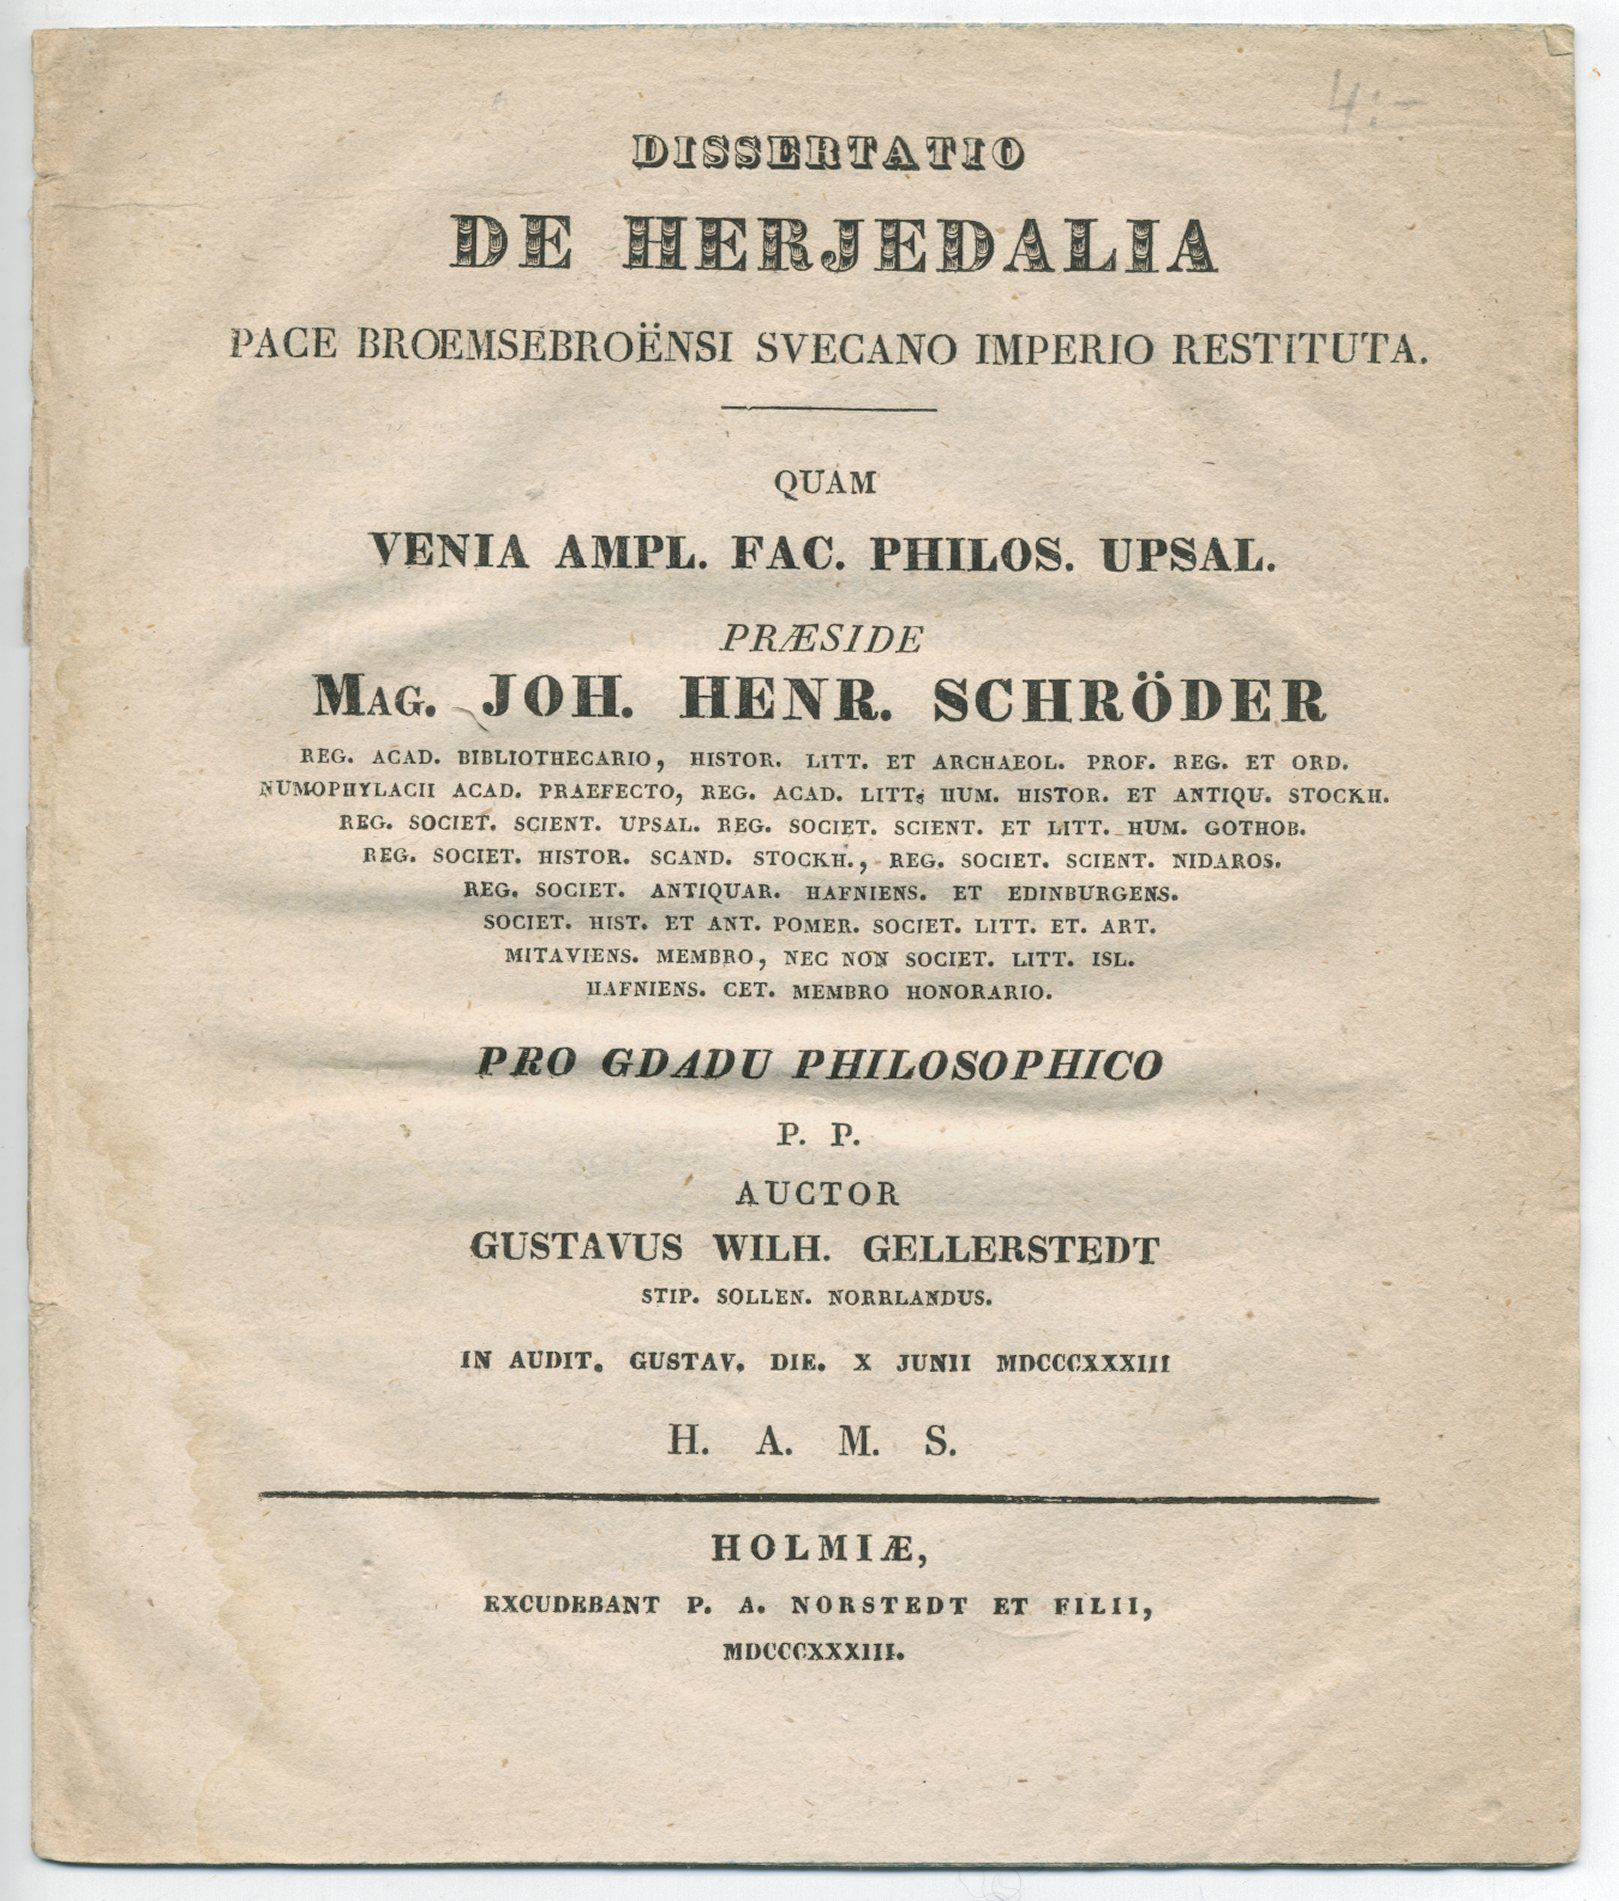 4:-
DISSERTATIO
DE HERJEDALIA
PACE BROEMSEBROËNSI SVECANO IMPERIO RESTITUTA.
QUAM
VENIA AMPL. FAC. PHILOS. UPSAL.
PRÆSIDE
MAG. JOH. HENR. SCHRÖDER
REG. ACAD. BIBLIOTHECARIO, HISTOR. LITT. ET ARCHAEOL. PROF. REG. ET ORD.
NUMOPHYLACII ACAD. PRAEFECTO, REG. ACAD. LITT. HUM. HISTOR. ET ANTIQU. STOCKH.
REG. SOCIET. SCIENT. UPSAL. REG. SOCIET. SCIENT. ET LITT. HUM. GOTHOB.
REG. SOCIET. HISTOR. SCAND. STOCKH., REG. SOCIET. SCIENT. NIDAROS.
REG. SOCIET. ANTIQUAR. HAFNIENS. ET EDINBURGENS.
SOCIET. HIST. ET ANT. POMER. SOCIET. LITT. ET. ART.
MITAVIENS. MEMBRO, NEC NON SOCIET. LITT. ISL.
HAFNIENS. CET. MEMBRO HONORARIO.
PRO GDADU PHILOSOPHICO
P. P.
AUCTOR
GUSTAVUS WILH. GELLERSTEDT
STIP. SOLLEN. NORRLANDUS.
IN AUDIT. GUSTAV. DIE. X JUNII MDCCCXXXIII
H. A. M. S.
HOLMIÆ,
EXCUDEBANT P. A. NORSTEDT ET FILII,
MDCCCXXXIII.